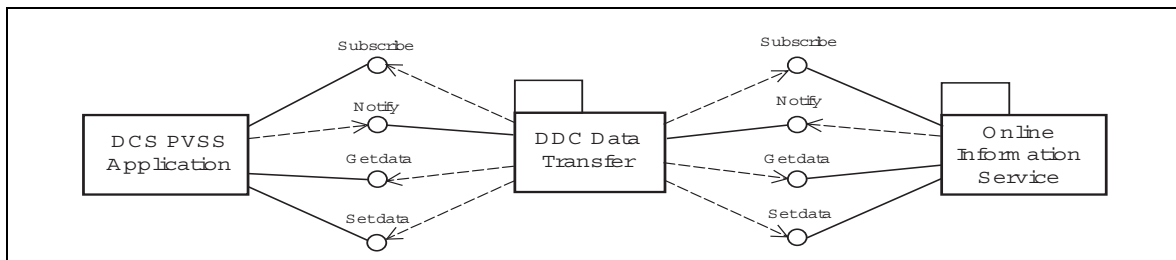 Subscribe
Subscribe
Notify
Notify
DCS PVSS
Application
DDC Data
Transfer
Online
Information
Service
Getdata
Getdata
Setdata
Setdata